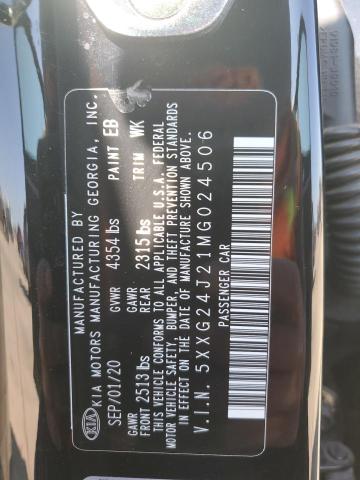 KIA
MANUFACTURED BY
KIA MOTORS MANUFACTURING GEORGIA, INC.
SEP/01/20 GVWR 4354 lbs PAINT EB
GAWR FRONT 2513 lbs GAWR REAR 2315 lbs TRIM WK
THIS VEHICLE CONFORMS TO ALL APPLICABLE U.S.A. FEDERAL
MOTOR VEHICLE SAFETY, BUMPER, AND THEFT PREVENTION STANDARDS
IN EFFECT ON THE DATE OF MANUFACTURE SHOWN ABOVE.
V.I.N. 5XXG24J21MG024506
PASSENGER CAR